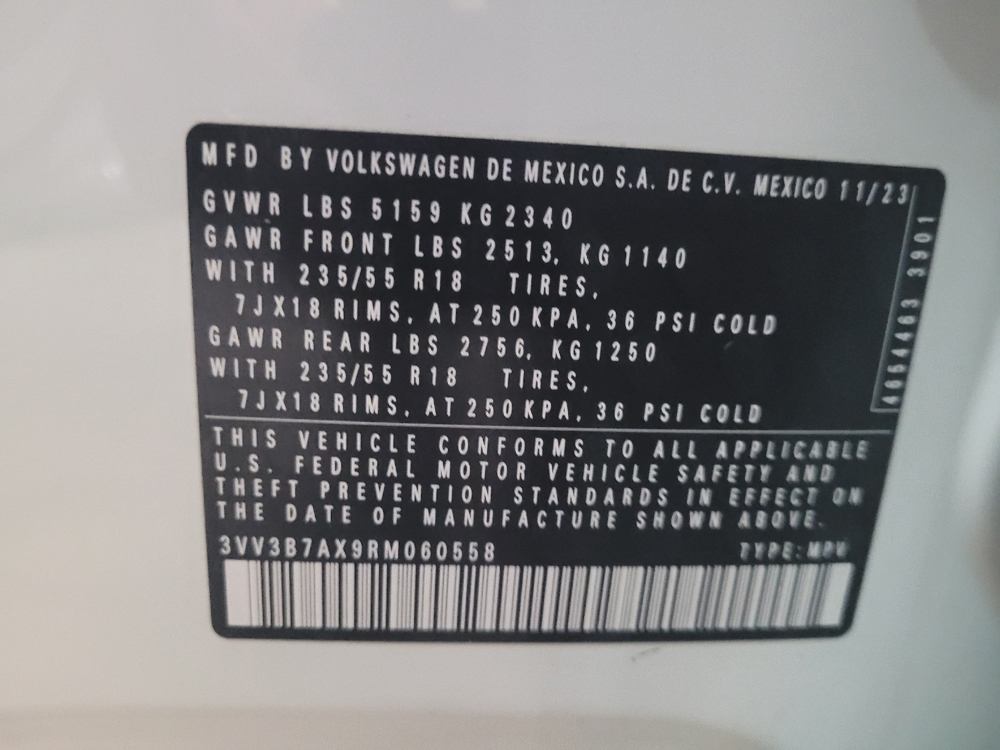 MFD BY VOLKSWAGEN DE MEXICO S.A. DE C.V. MEXICO 11/23
GVWR LBS 5159 KG 2340
GAWR FRONT LBS 2513, KG 1140
WITH 235/55 R18 TIRES,
7JX18 RIMS, AT 250 KPA, 36 PSI COLD
GAWR REAR LBS 2756, KG 1250
WITH 235/55 R18 TIRES,
7JX18 RIMS, AT 250 KPA, 36 PSI COLD
4654463 3901
THIS VEHICLE CONFORMS TO ALL APPLICABLE
U.S. FEDERAL MOTOR VEHICLE SAFETY AND
THEFT PREVENTION STANDARDS IN EFFECT ON
THE DATE OF MANUFACTURE SHOWN ABOVE.
3VV3B7AX9RM060558 TYPE: MPV